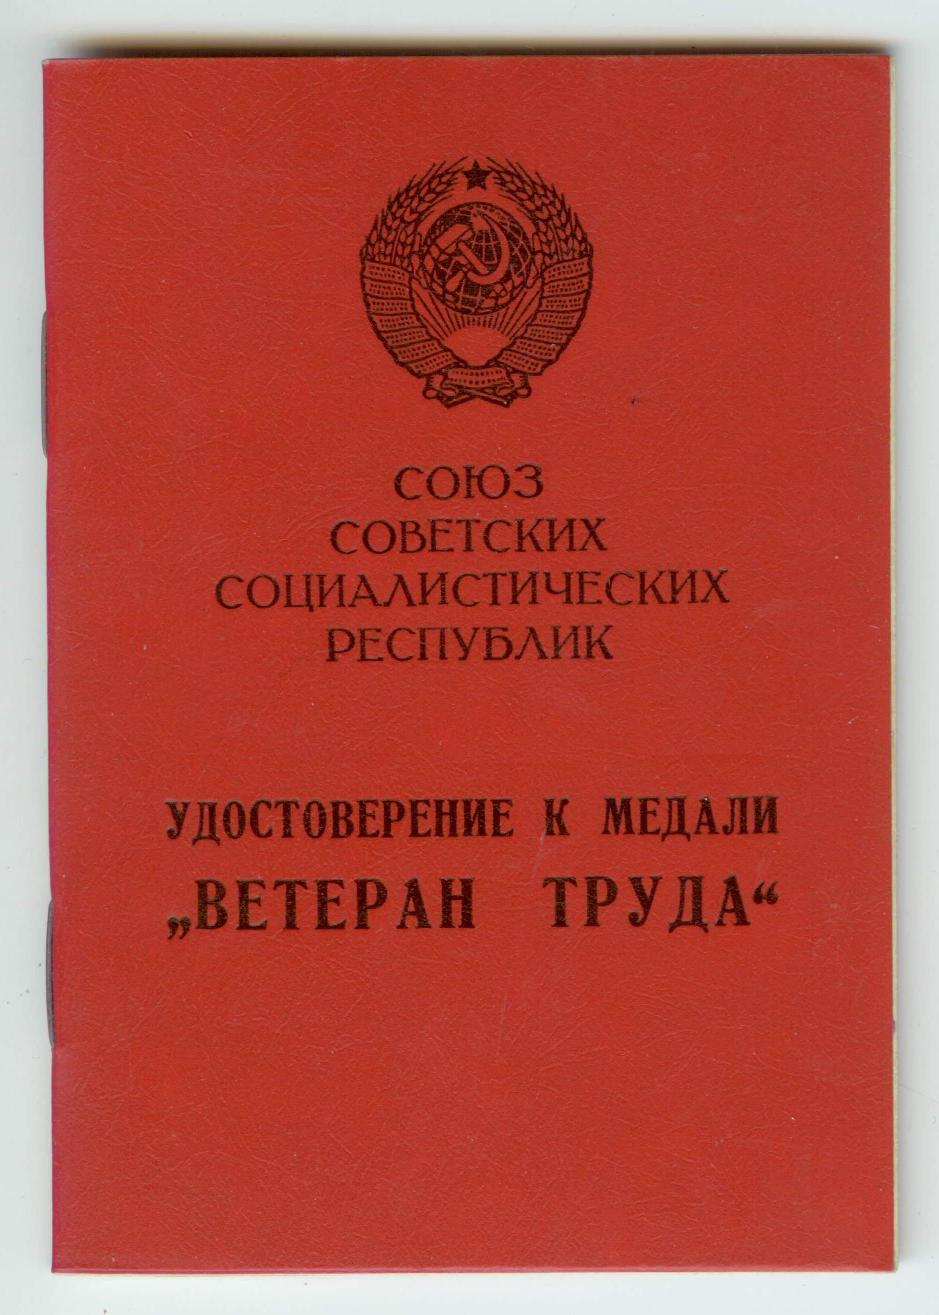 СОЮЗ
СОВЕТСКИХ
СОЦИАЛИСТИЧЕСКИХ
РЕСПУБЛИК
УДОСТОВЕРЕНИЕ К МЕДАЛИ
„ВЕТЕРАН ТРУДА“